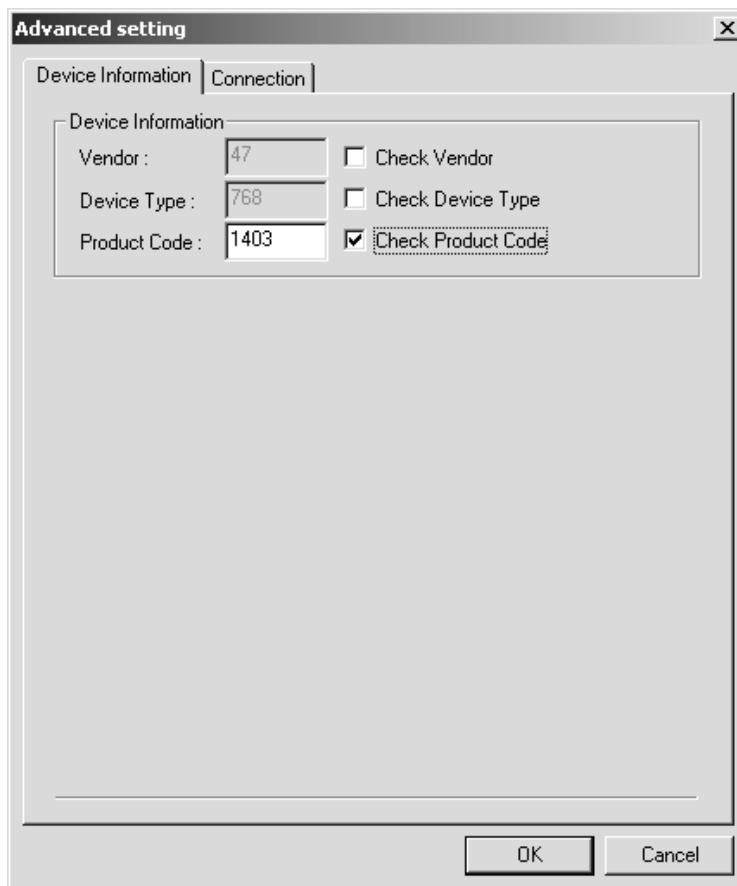 Advanced setting
Device Information Connection
Device Information
Vendor : 47 Check Vendor
Device Type : 768 Check Device Type
Product Code : 1403 Check Product Code
OK Cancel